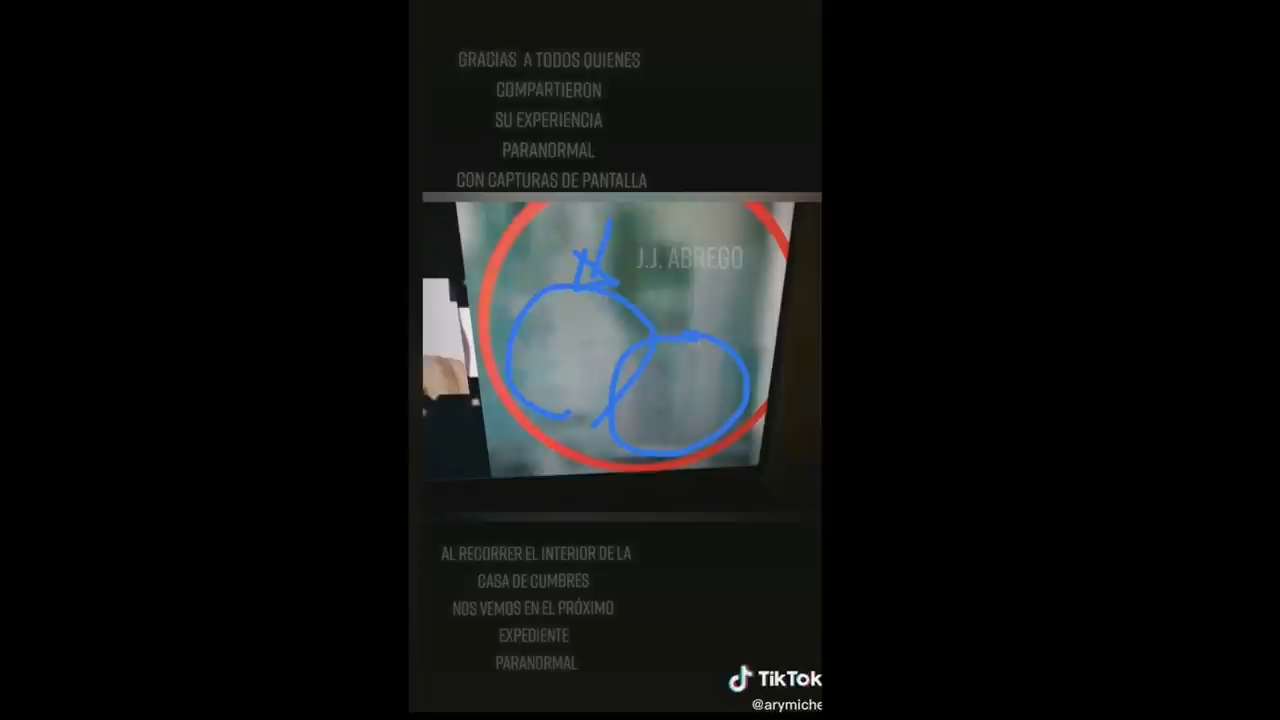 GRACIAS A TODOS QUIENES
COMPARTIERON
SU EXPERIENCIA
PARANORMAL
CON CAPTURAS DE PANTALLA
J.J. ABREGO
AL RECORRER EL INTERIOR DE LA
CASA DE CUMBRES
NOS VEMOS EN EL PRÓXIMO
EXPEDIENTE
PARANORMAL
TikTok
@arymiche